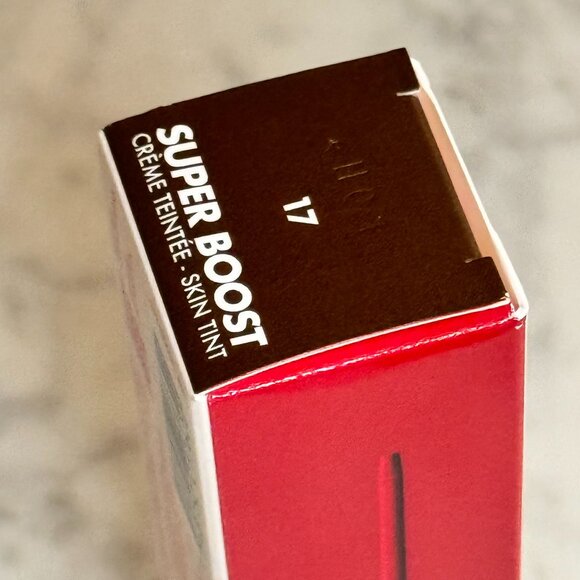 SUPER BOOST
CRÈME TEINTÉE - SKIN TINT
17